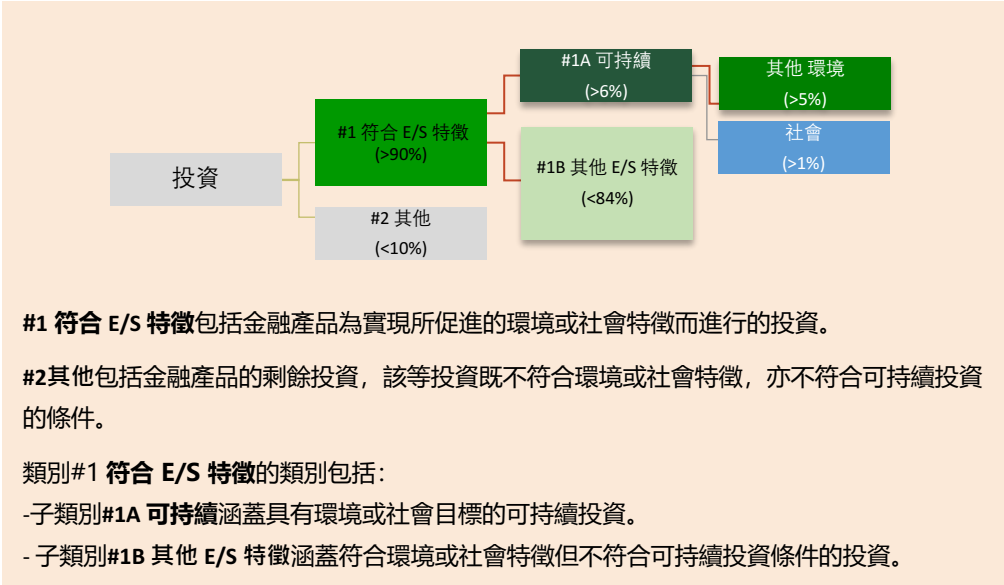 #1A 可持續
(>6%)
其他 環境
(>5%)
#1 符合 E/S 特徵
(>90%)
社會
(>1%)
投資
#1B 其他 E/S 特徵
(<84%)
#2 其他
(<10%)
#1 符合 E/S 特徵包括金融產品為實現所促進的環境或社會特徵而進行的投資。
#2其他包括金融產品的剩餘投資，該等投資既不符合環境或社會特徵，亦不符合可持續投資
的條件。
類別#1 符合 E/S 特徵的類別包括：
-子類別#1A 可持續涵蓋具有環境或社會目標的可持續投資。
- 子類別#1B 其他 E/S 特徵涵蓋符合環境或社會特徵但不符合可持續投資條件的投資。